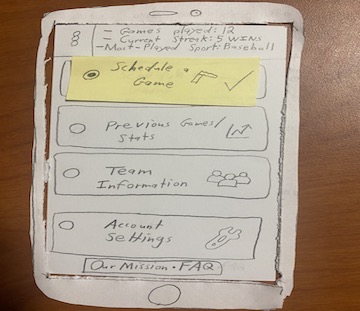 - Games played: 12
- Current Streak: 5 WINS
- Most-Played Sport: Baseball
Schedule a
Game
Previous Games/
Stats
Team
Information
Account
Settings
Our Mission • FAQ